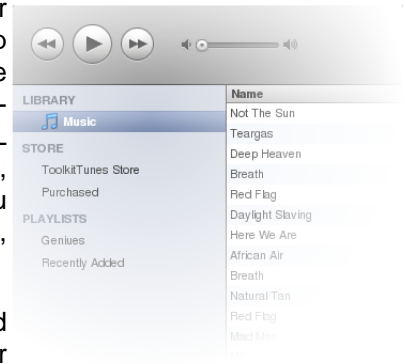 r
o
e
-
-
,
u
,
d
r
LIBRARY
Music
STORE
ToolkitTunes Store
Purchased
PLAYLISTS
Geniues
Recently Added
Name
Not The Sun
Teargas
Deep Heaven
Breath
Red Flag
Daylight Slaving
Here We Are
African Air
Breath
Natural Tan
Red Flag